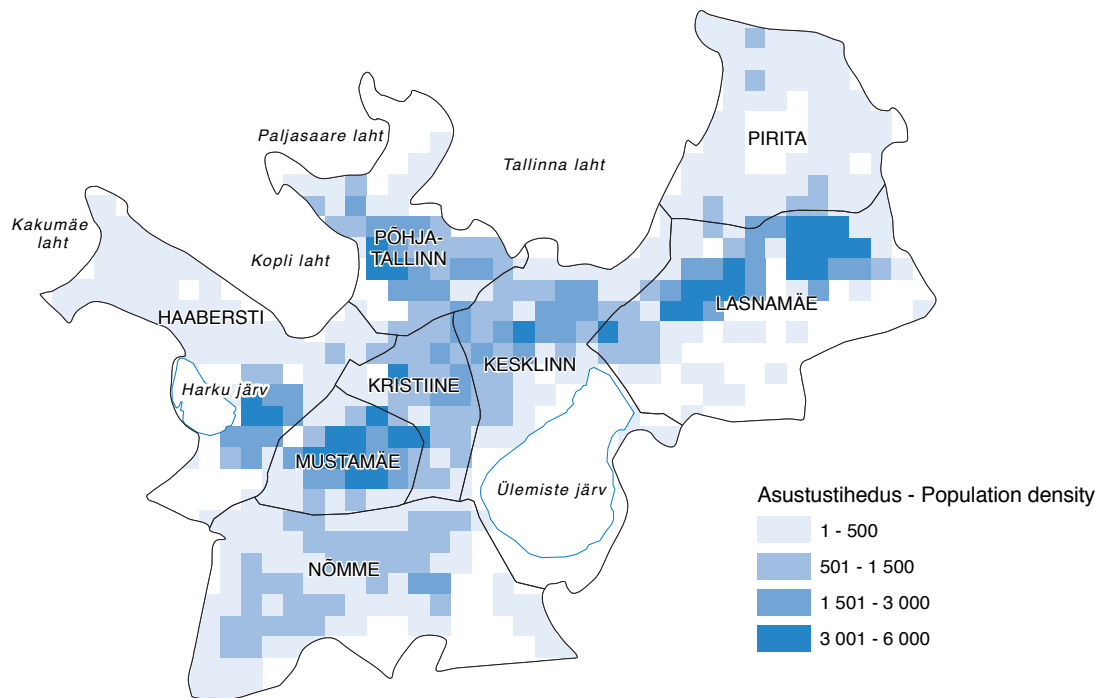 PIRITA
Paljasaare laht
Tallinna laht
Kakumäe
laht
Kopli laht
PÕHJA-
TALLINN
LASNAMÄE
HAABERSTI
KESKLINN
KRISTIINE
Harku järv
MUSTAMÄE
Ülemiste järv
NÕMME
Asustustihedus - Population density
1 - 500
501 - 1 500
1 501 - 3 000
3 001 - 6 000